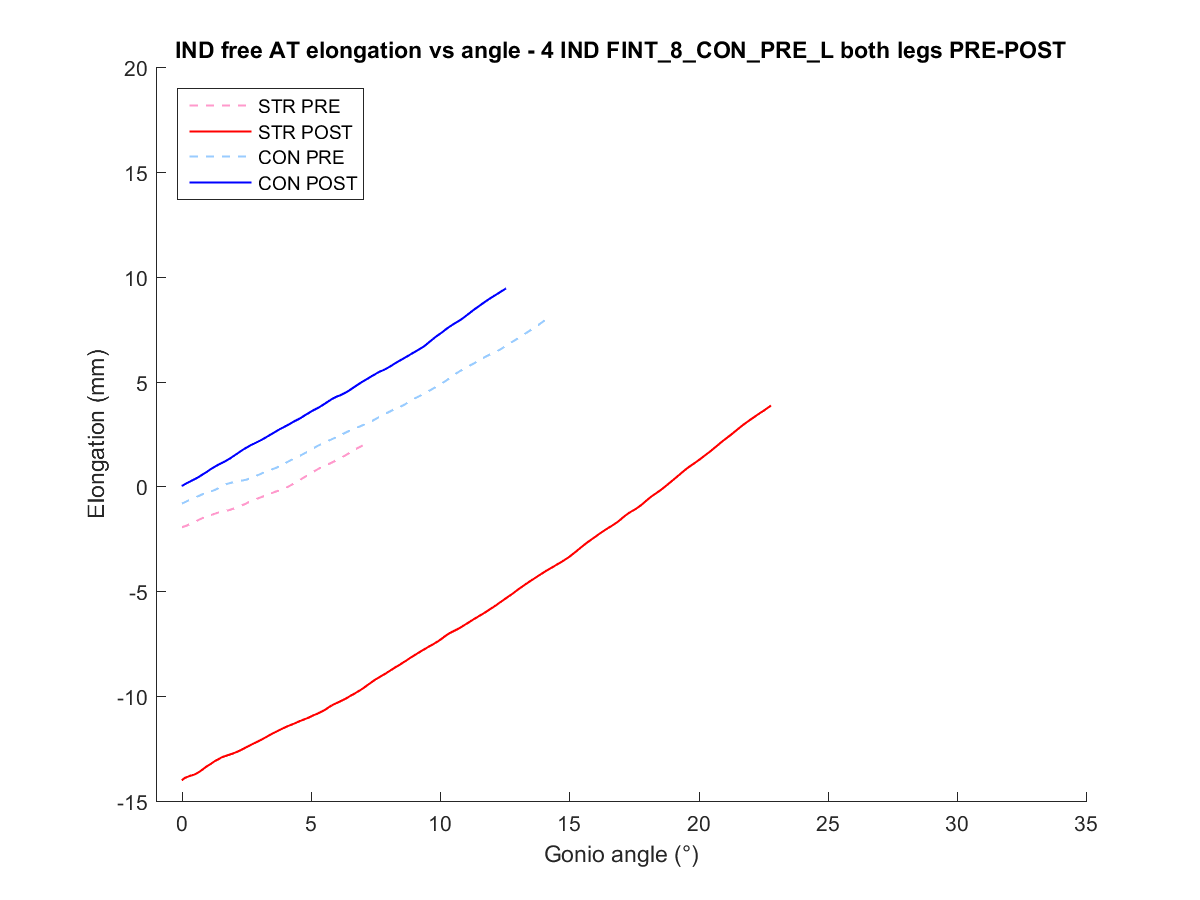 IND free AT elongation vs angle - 4 IND FINT_8_CON_PRE_L both legs PRE-POST
20
15
10
5
0
-5
-10
-15
STR PRE
STR POST
CON PRE
CON POST
Elongation (mm)
0 5 10 15 20 25 30 35
Gonio angle (°)